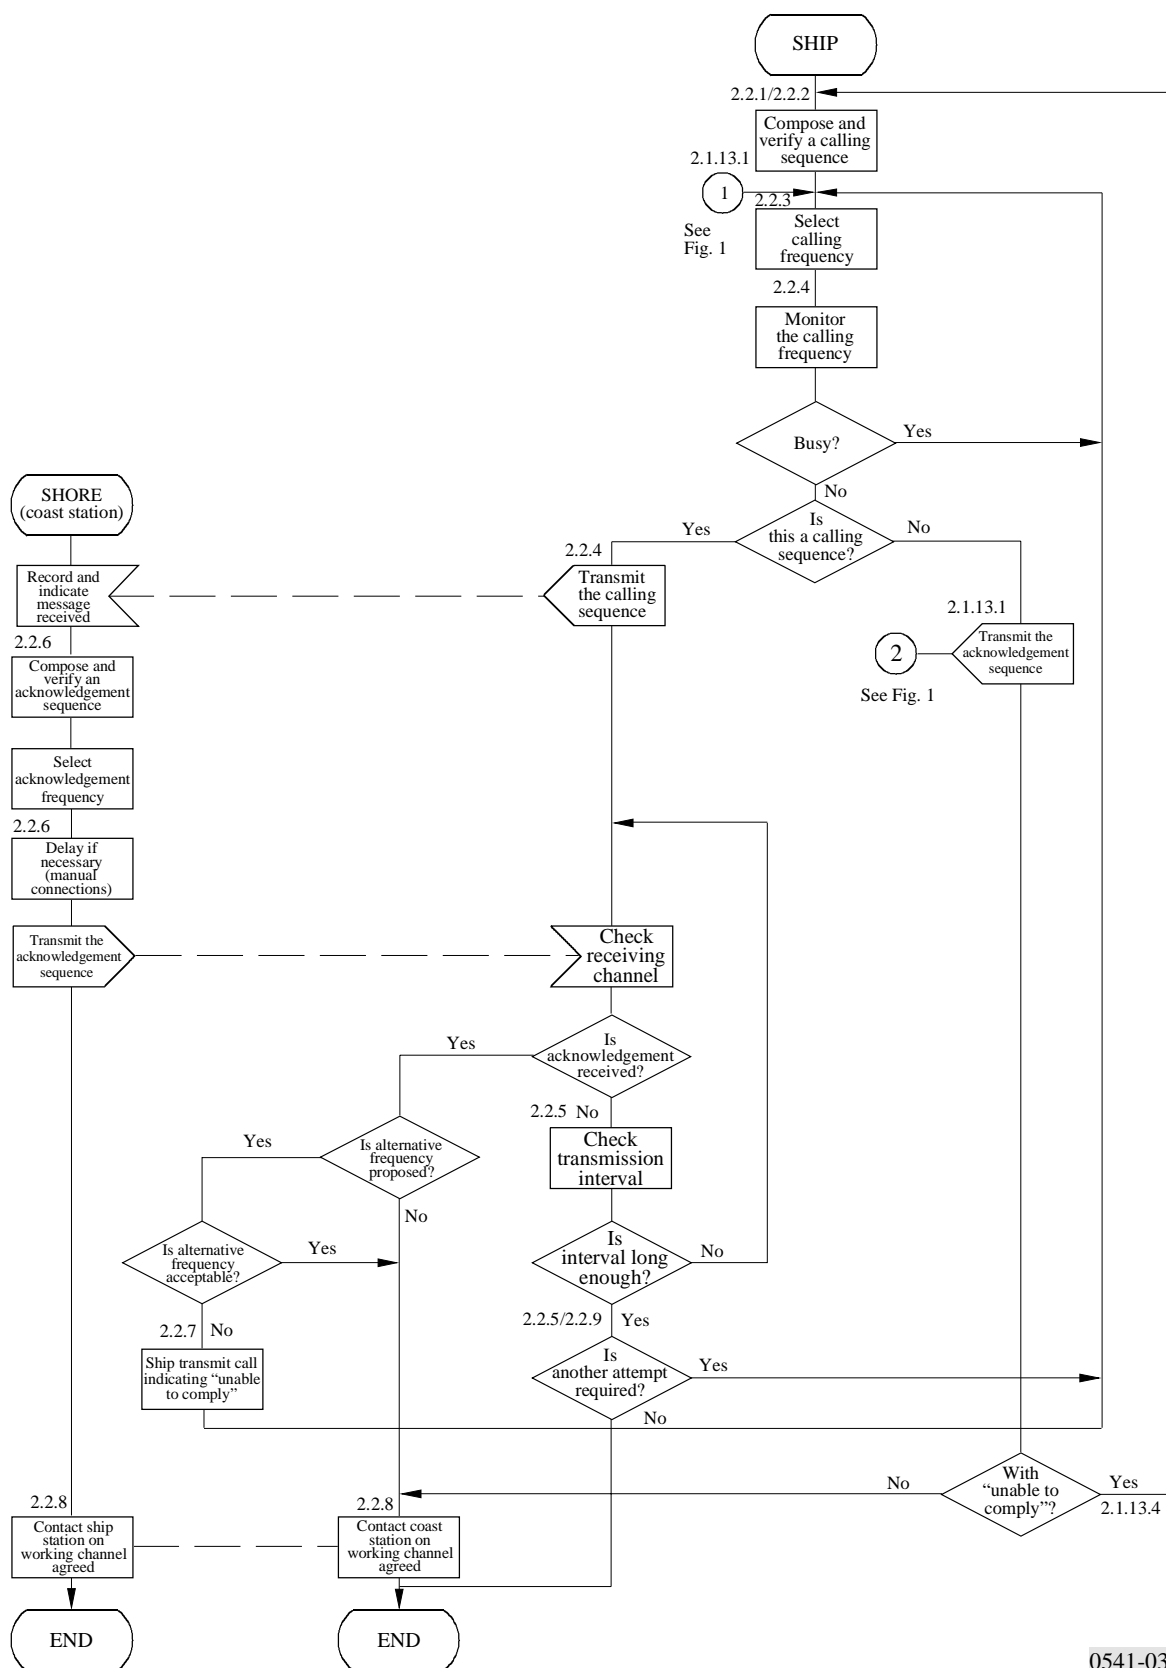 SHIP
2.2.1/2.2.2
Compose and
verify a calling
sequence
2.1.13.1
1
2.2.3
See
Fig. 1
Select
calling
frequency
2.2.4
Monitor
the calling
frequency
Busy?
Yes
No
SHORE
(coast station)
Is
this a calling
sequence?
Yes
No
2.2.4
Record and
indicate
message
received
Transmit
the calling
sequence
2.1.13.1
2
Transmit the
acknowledgement
sequence
See Fig. 1
2.2.6
Compose and
verify an
acknowledgement
sequence
Select
acknowledgement
frequency
2.2.6
Delay if
necessary
(manual
connections)
Transmit the
acknowledgement
sequence
Check
receiving
channel
Is
acknowledgement
received?
Yes
2.2.5 No
Yes
Is alternative
frequency
proposed?
Check
transmission
interval
No
Is alternative
frequency
acceptable?
Yes
Is
interval long
enough?
No
2.2.7 No
2.2.5/2.2.9 Yes
Ship transmit call
indicating “unable
to comply”
Is
another attempt
required?
Yes
No
With
“unable to
comply”?
No
Yes
2.1.13.4
2.2.8
2.2.8
Contact ship
station on
working channel
agreed
Contact coast
station on
working channel
agreed
END
END
0541-03